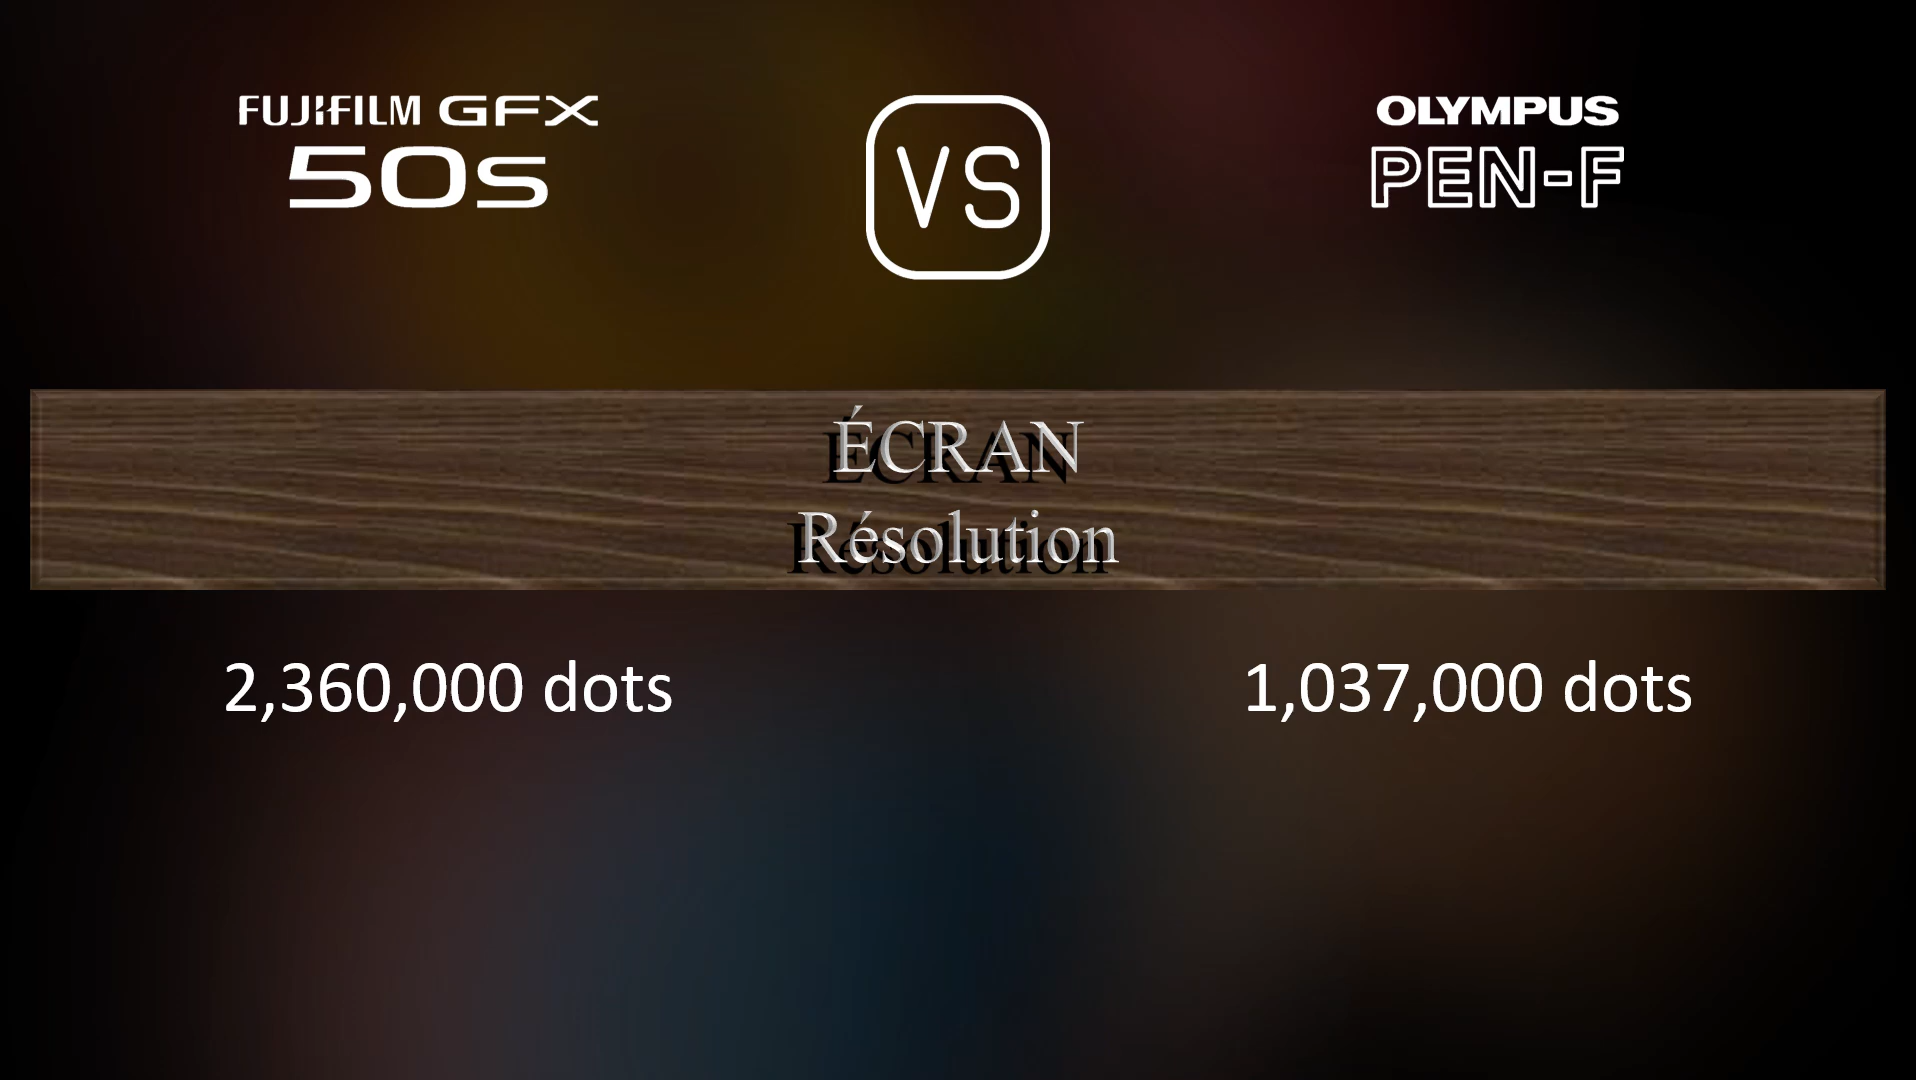 FUJIFILM GFX
50S
VS
OLYMPUS
PEN-F
ÉCRAN
Résolution
2,360,000 dots
1,037,000 dots